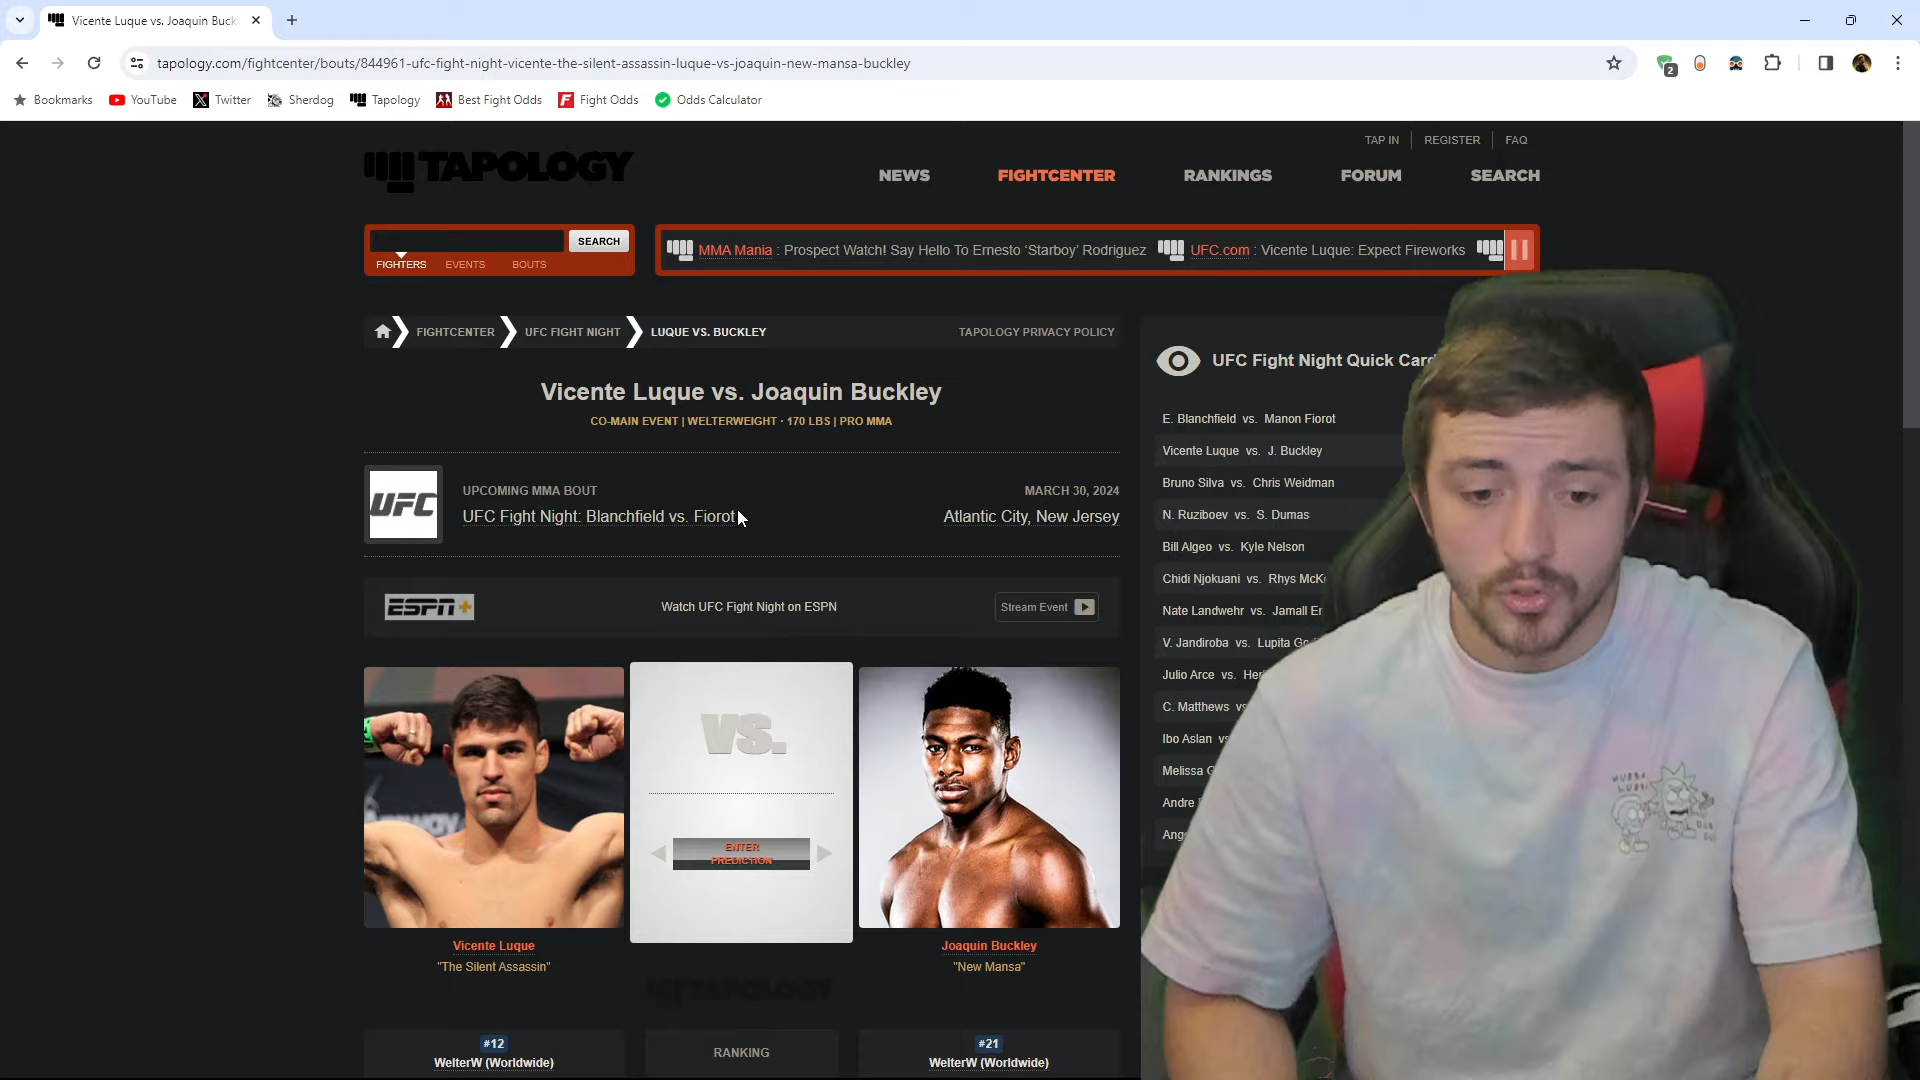 Vicente Luque vs. Joaquin Buck
tapology.com/fightcenter/bouts/844961-ufc-fight-night-vicente-the-silent-assassin-luque-vs-joaquin-new-mansa-buckley
2
Bookmarks YouTube Twitter Sherdog Tapology Best Fight Odds Fight Odds Odds Calculator
TAP IN REGISTER FAQ
TAPOLOGY
NEWS FIGHTCENTER RANKINGS FORUM SEARCH
SEARCH
FIGHTERS EVENTS BOUTS
MMA Mania : Prospect Watch! Say Hello To Ernesto ‘Starboy’ Rodriguez UFC.com : Vicente Luque: Expect Fireworks
FIGHTCENTER UFC FIGHT NIGHT LUQUE VS. BUCKLEY TAPOLOGY PRIVACY POLICY
Vicente Luque vs. Joaquin Buckley
CO-MAIN EVENT | WELTERWEIGHT · 170 LBS | PRO MMA
UFC
UPCOMING MMA BOUT MARCH 30, 2024
UFC Fight Night: Blanchfield vs. Fiorot Atlantic City, New Jersey
ESPN+ Watch UFC Fight Night on ESPN Stream Event
VS.
ENTER PREDICTION
Vicente Luque
"The Silent Assassin"
Joaquin Buckley
"New Mansa"
TAPOLOGY
#12
WelterW (Worldwide)
RANKING
#21
WelterW (Worldwide)
UFC Fight Night Quick Card
E. Blanchfield vs. Manon Fiorot
Vicente Luque vs. J. Buckley
Bruno Silva vs. Chris Weidman
N. Ruziboev vs. S. Dumas
Bill Algeo vs. Kyle Nelson
Chidi Njokuani vs. Rhys McK
Nate Landwehr vs. Jamall E
V. Jandiroba vs. Lupita Go
Julio Arce vs. Her
C. Matthews vs
Ibo Aslan vs
Melissa G
Andre
Ang